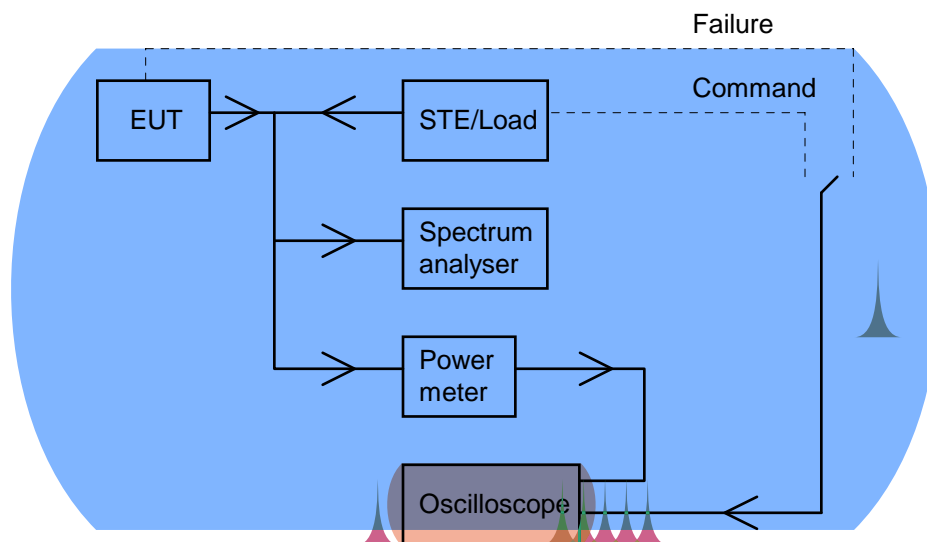 Failure
Command
EUT
STE/Load
Spectrum
analyser
Power
meter
Oscilloscope